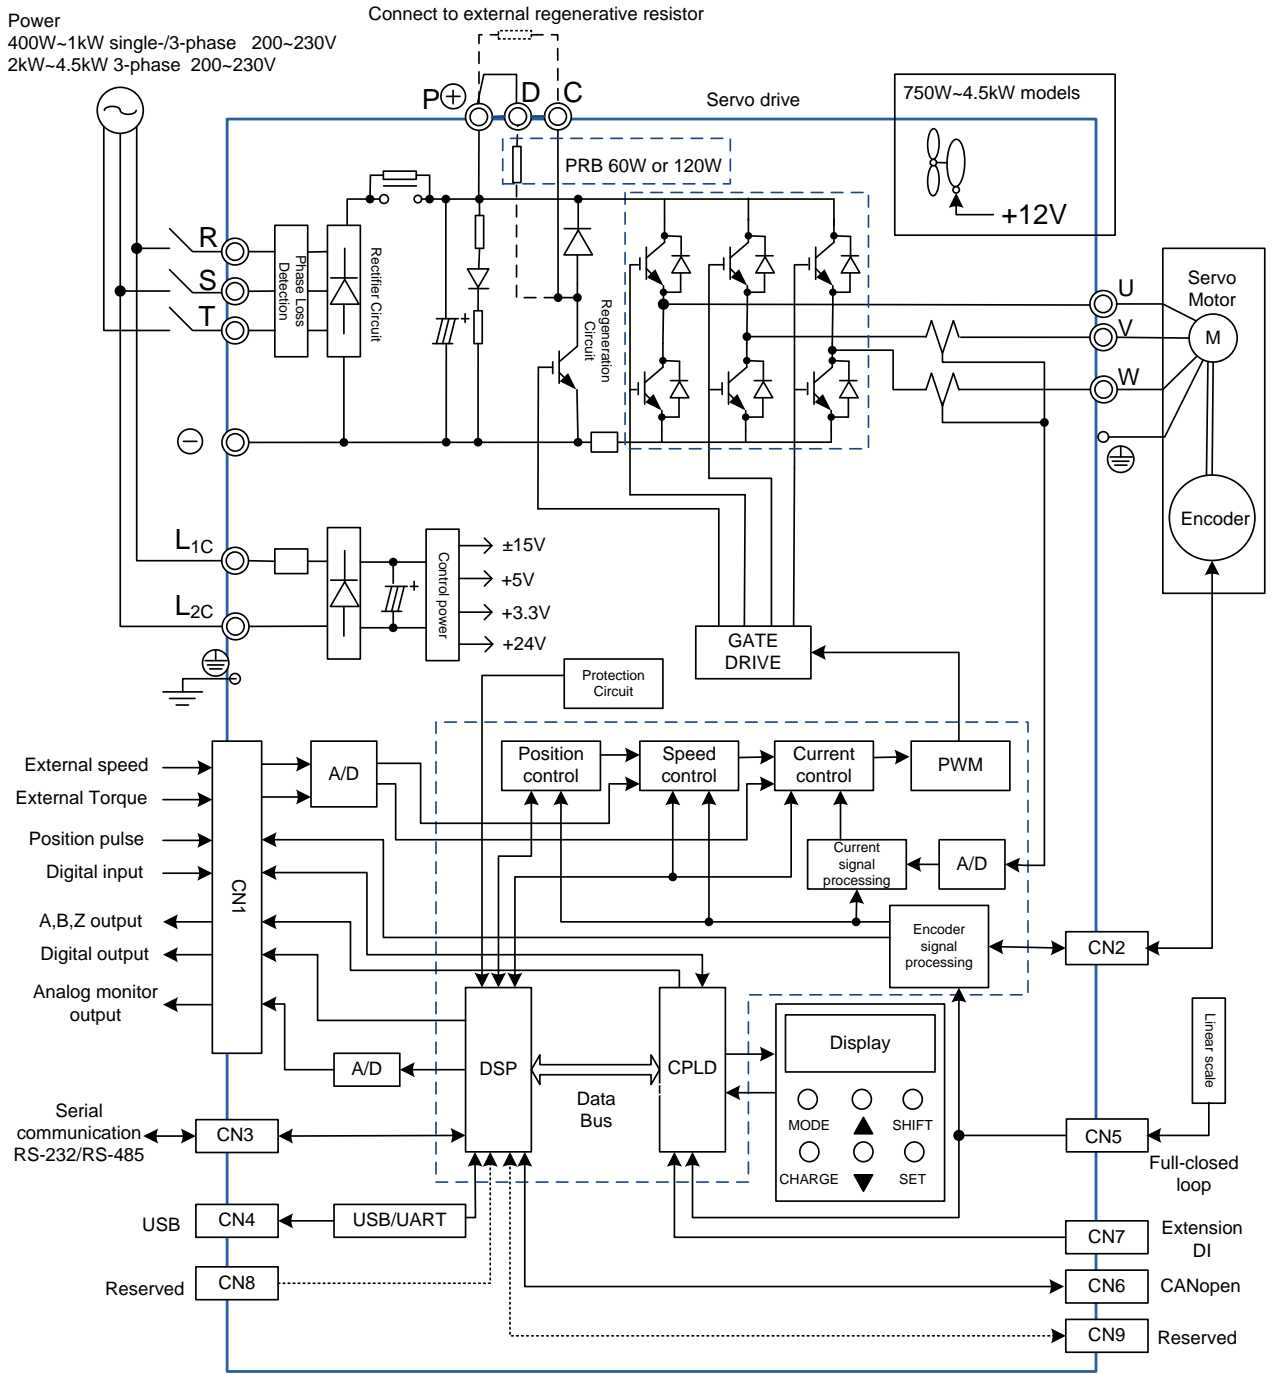 Power
400W~1kW single-/3-phase 200~230V
2kW~4.5kW 3-phase 200~230V
Connect to external regenerative resistor
P
D
C
Servo drive
PRB 60W or 120W
750W~4.5kW models
+12V
R
S
T
Phase Loss
Detection
Rectifier Circuit
+
Regeneration
Circuit
U
V
W
Servo
Motor
M
Encoder
L1C
L2C
+
Control power
±15V
+5V
+3.3V
+24V
GATE
DRIVE
Protection
Circuit
External speed
External Torque
Position pulse
Digital input
A,B,Z output
Digital output
Analog monitor
output
CN1
A/D
Position
control
Speed
control
Current
control
PWM
Current
signal
processing
A/D
Encoder
signal
processing
CN2
A/D
DSP
Data
Bus
CPLD
Display
MODE
SHIFT
CHARGE
SET
Linear scale
Serial
communication
RS-232/RS-485
CN3
CN5
Full-closed
loop
USB
CN4
USB/UART
CN7
Extension
DI
Reserved
CN8
CN6
CANopen
CN9
Reserved